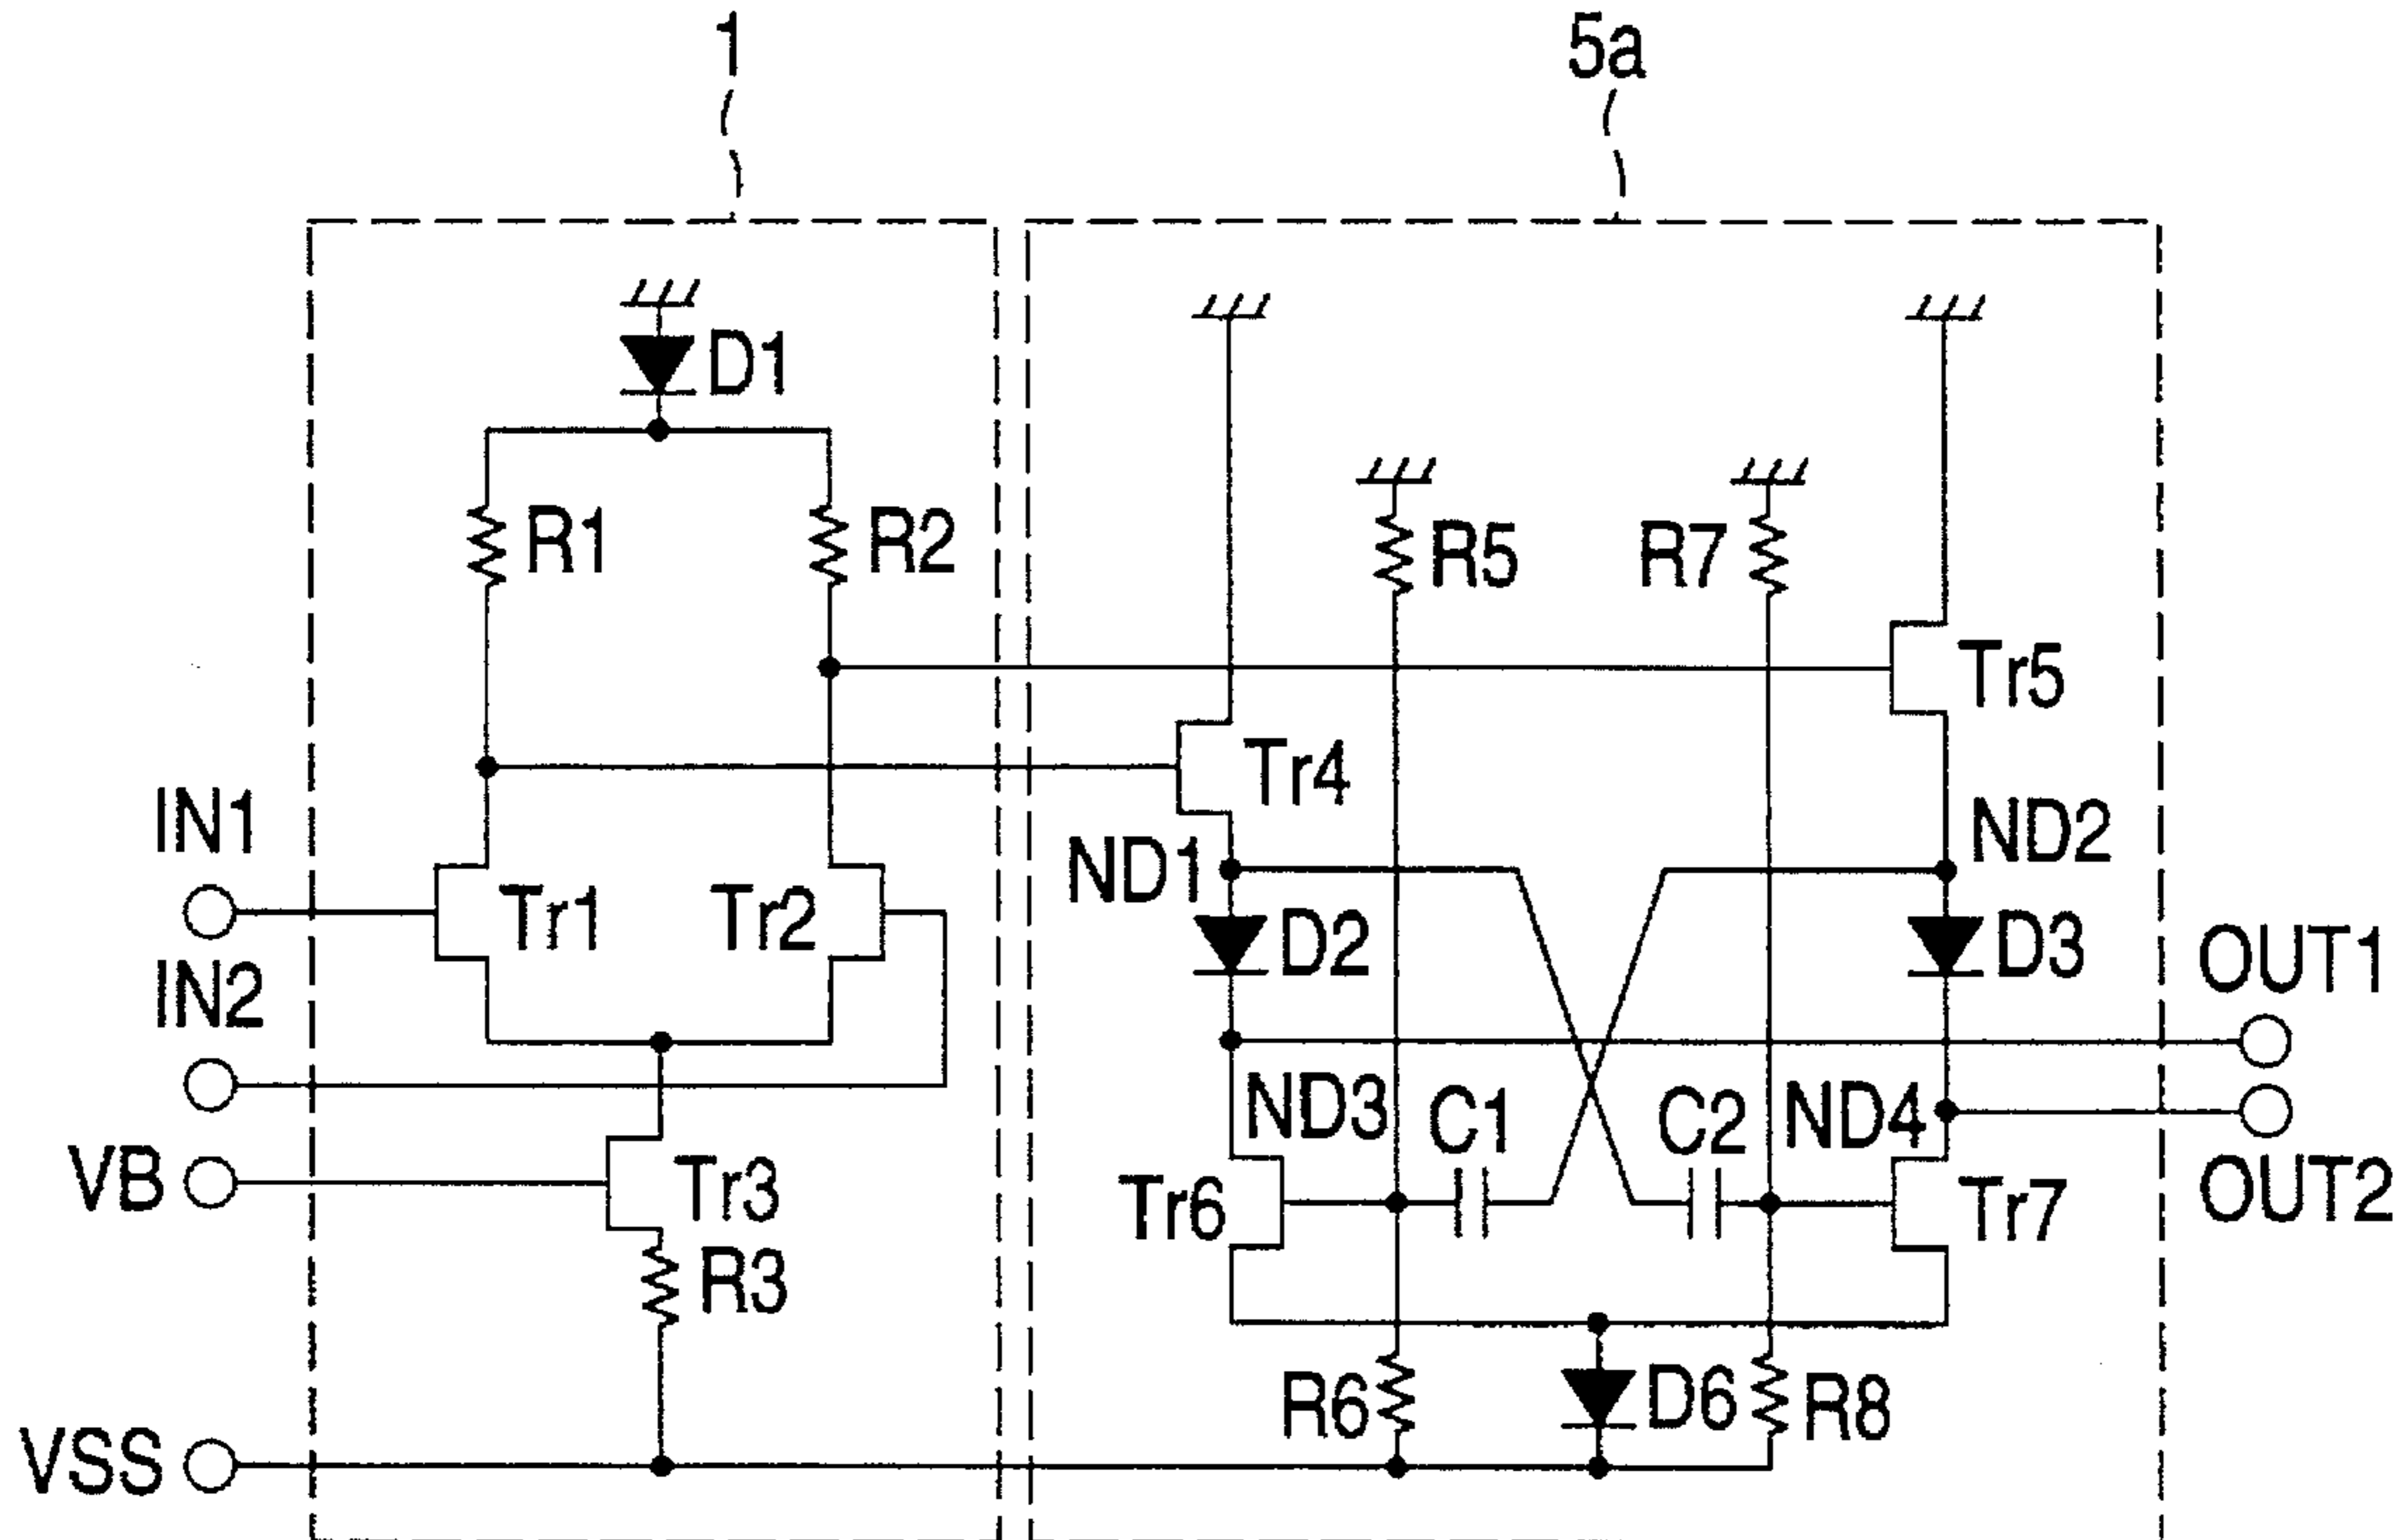 1
5a
D1
R1
R2
R5
R7
Tr5
Tr4
IN1
ND1
ND2
Tr1
Tr2
D2
D3
OUT1
IN2
ND3
C1
C2
ND4
VB
Tr3
Tr6
Tr7
OUT2
R3
R6
D6
R8
VSS